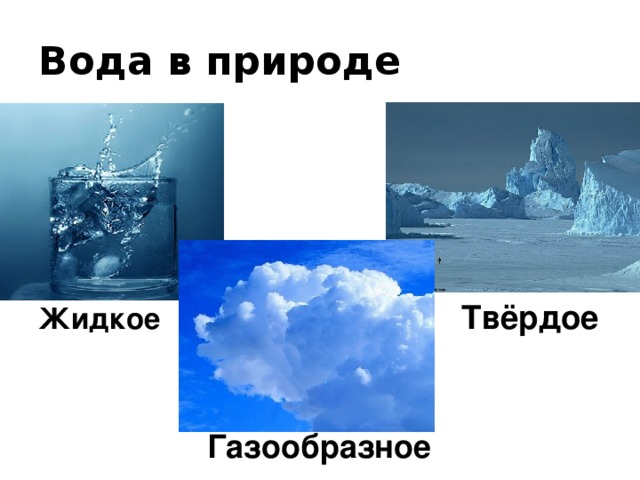 Вода в природе
Жидкое
Твёрдое
Газообразное